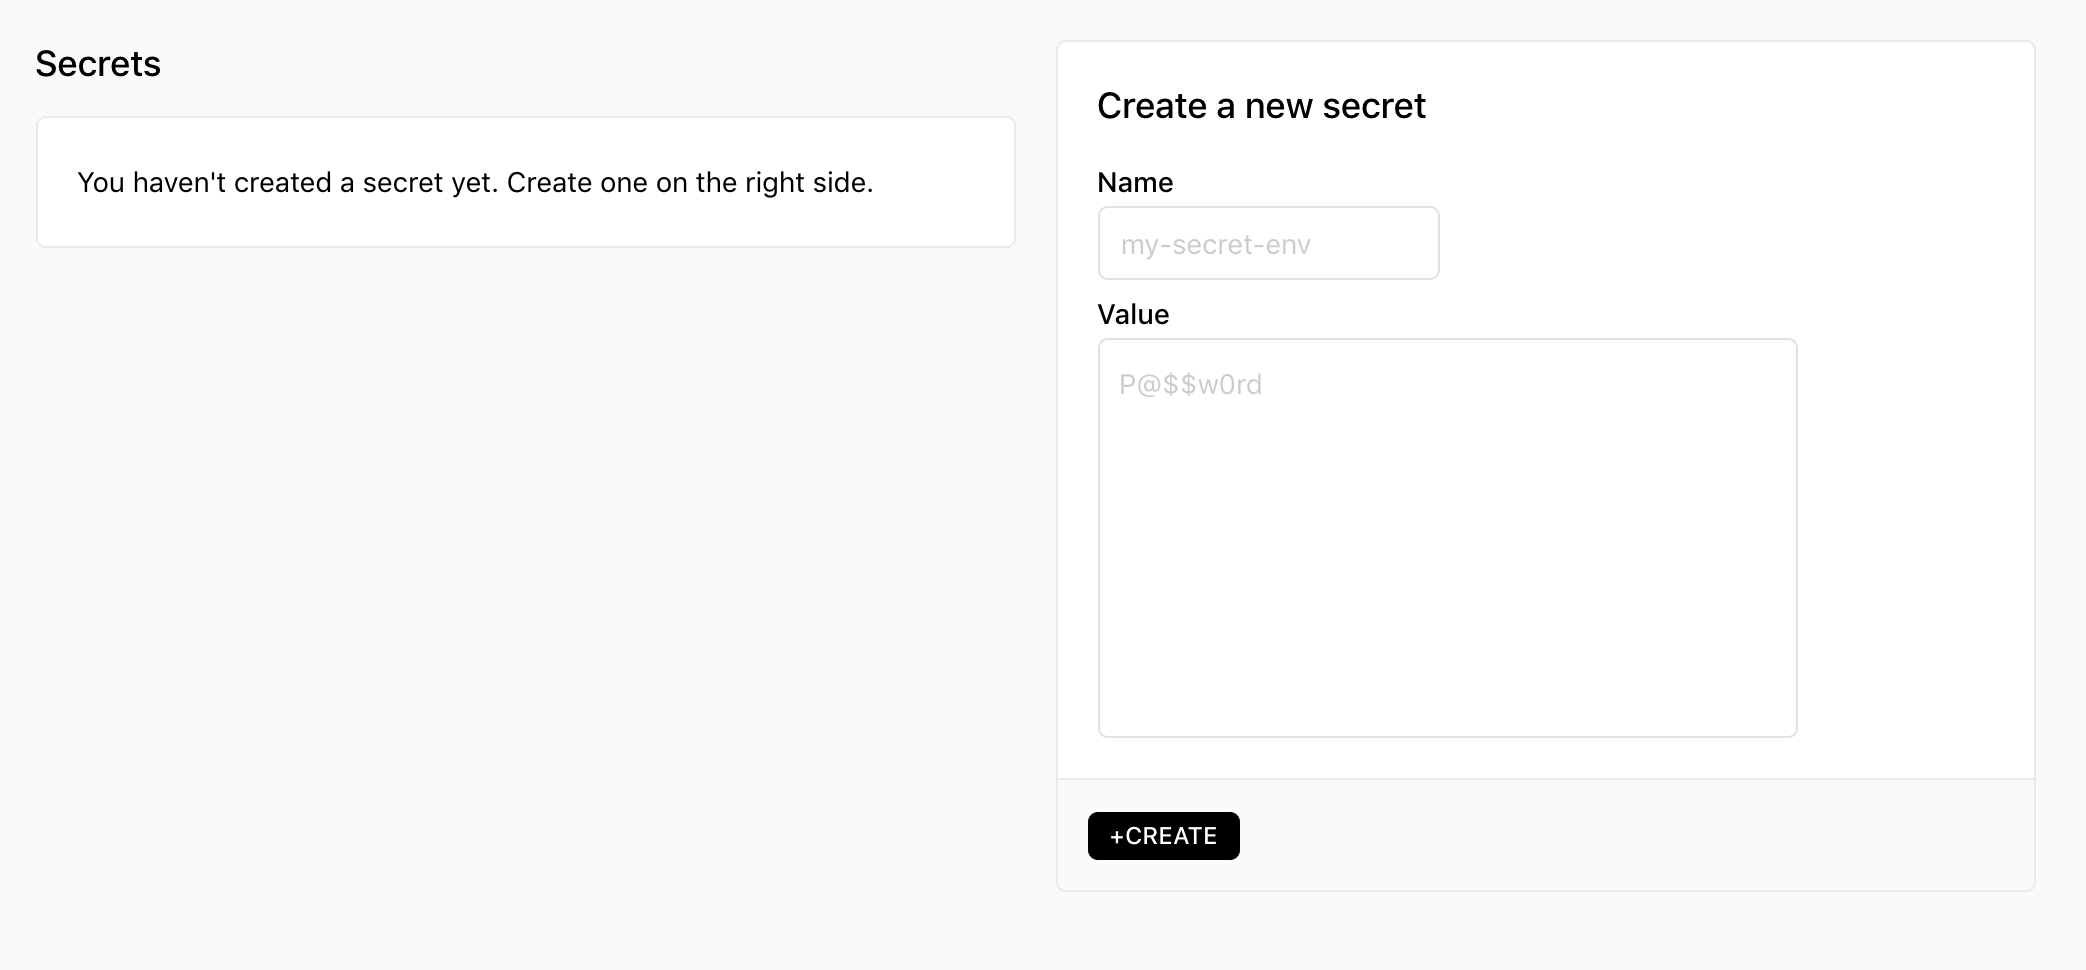 Secrets
You haven't created a secret yet. Create one on the right side.
Create a new secret
Name
my-secret-env
Value
P@$$w0rd
+CREATE